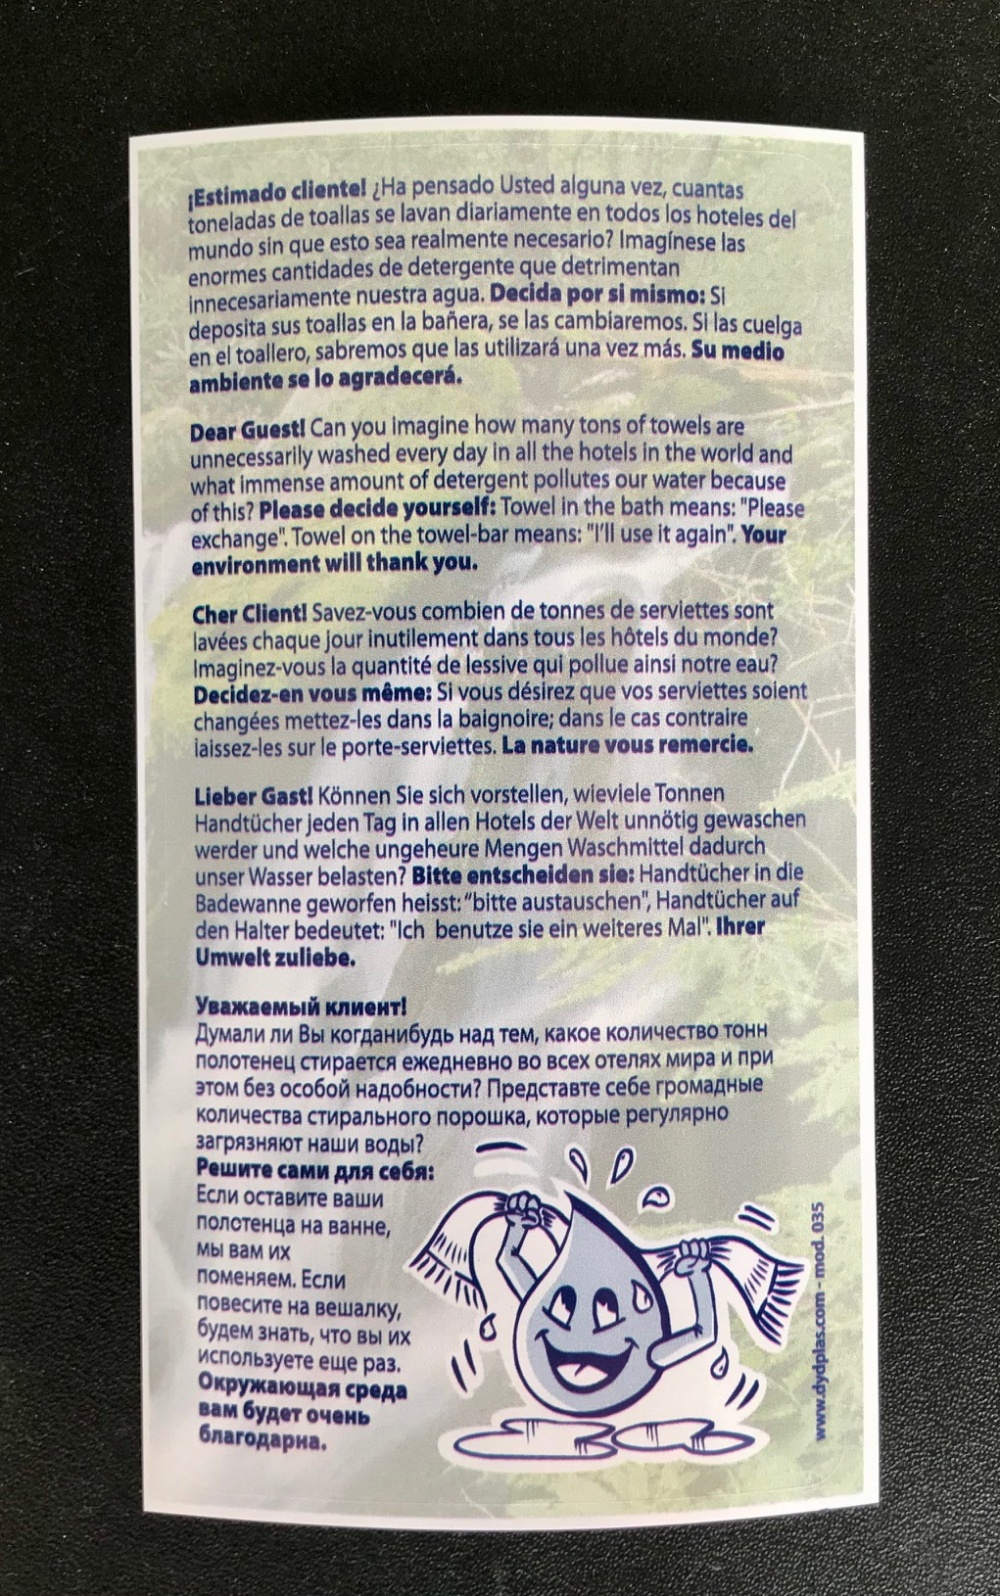 ¡Estimado cliente! ¿Ha pensado Usted alguna vez, cuantas
toneladas de toallas se lavan diariamente en todos los hoteles del
mundo sin que esto sea realmente necesario? Imagínese las
enormes cantidades de detergente que detrimentan
innecesariamente nuestra agua. Decida por si mismo: Si
deposita sus toallas en la bañera, se las cambiaremos. Si las cuelga
en el toallero, sabremos que las utilizará una vez más. Su medio
ambiente se lo agradecerá.
Dear Guest! Can you imagine how many tons of towels are
unnecessarily washed every day in all the hotels in the world and
what immense amount of detergent pollutes our water because
of this? Please decide yourself: Towel in the bath means: "Please
exchange". Towel on the towel-bar means: "I'll use it again". Your
environment will thank you.
Cher Client! Savez-vous combien de tonnes de serviettes sont
lavées chaque jour inutilement dans tous les hôtels du monde?
Imaginez-vous la quantité de lessive qui pollue ainsi notre eau?
Decidez-en vous même: Si vous désirez que vos serviettes soient
changées mettez-les dans la baignoire; dans le cas contraire
laissez-les sur le porte-serviettes. La nature vous remercie.
Lieber Gast! Können Sie sich vorstellen, wieviele Tonnen
Handtücher jeden Tag in allen Hotels der Welt unnötig gewaschen
werder und welche ungeheure Mengen Waschmittel dadurch
unser Wasser belasten? Bitte entscheiden sie: Handtücher in die
Badewanne geworfen heisst: "bitte austauschen", Handtücher auf
den Halter bedeutet: "Ich benutze sie ein weiteres Mal". Ihrer
Umwelt zuliebe.
Уважаемый клиент!
Думали ли Вы когданибудь над тем, какое количество тонн
полотенец стирается ежедневно во всех отелях мира и при
этом без особой надобности? Представте себе громадные
количества стирального порошка, которые регулярно
загрязняют наши воды?
Решите сами для себя:
Если оставите ваши
полотенца на ванне,
мы вам их
поменяем. Если
повесите на вешалку,
будем знать, что вы их
используете еще раз.
Окружающая среда
вам будет очень
благодарна.
www.dydplas.com - mod. 035